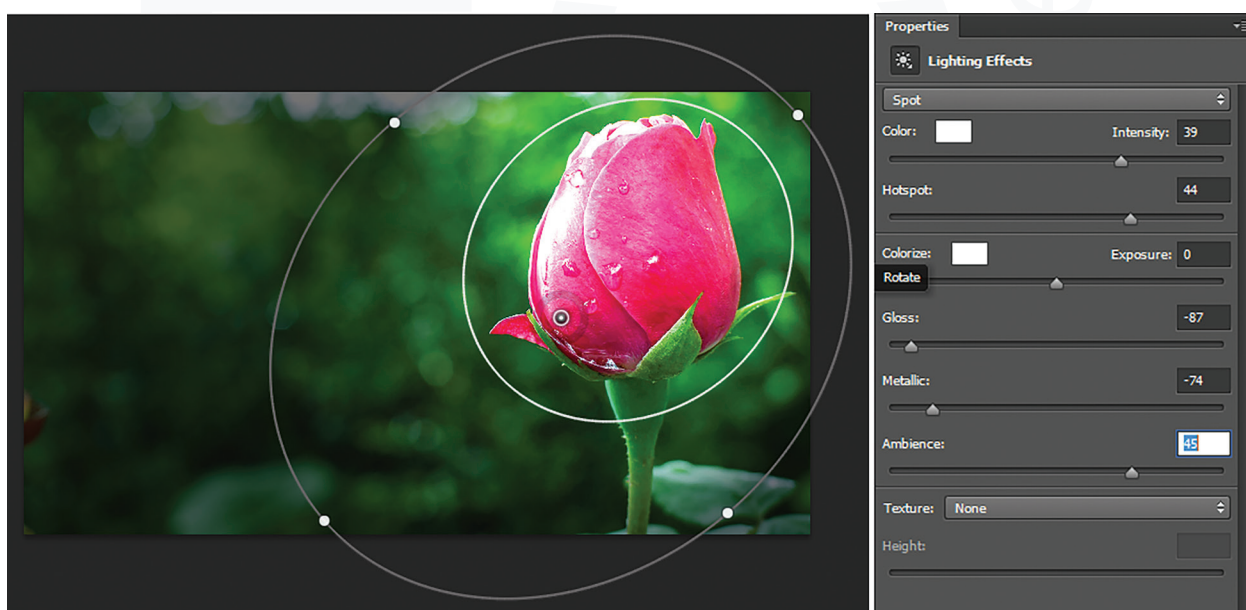 Properties
Lighting Effects
Spot
Color: Intensity: 39
Hotspot: 44
Colorize: Exposure: 0
Rotate
Gloss: -87
Metallic: -74
Ambience: 45
Texture: None
Height: